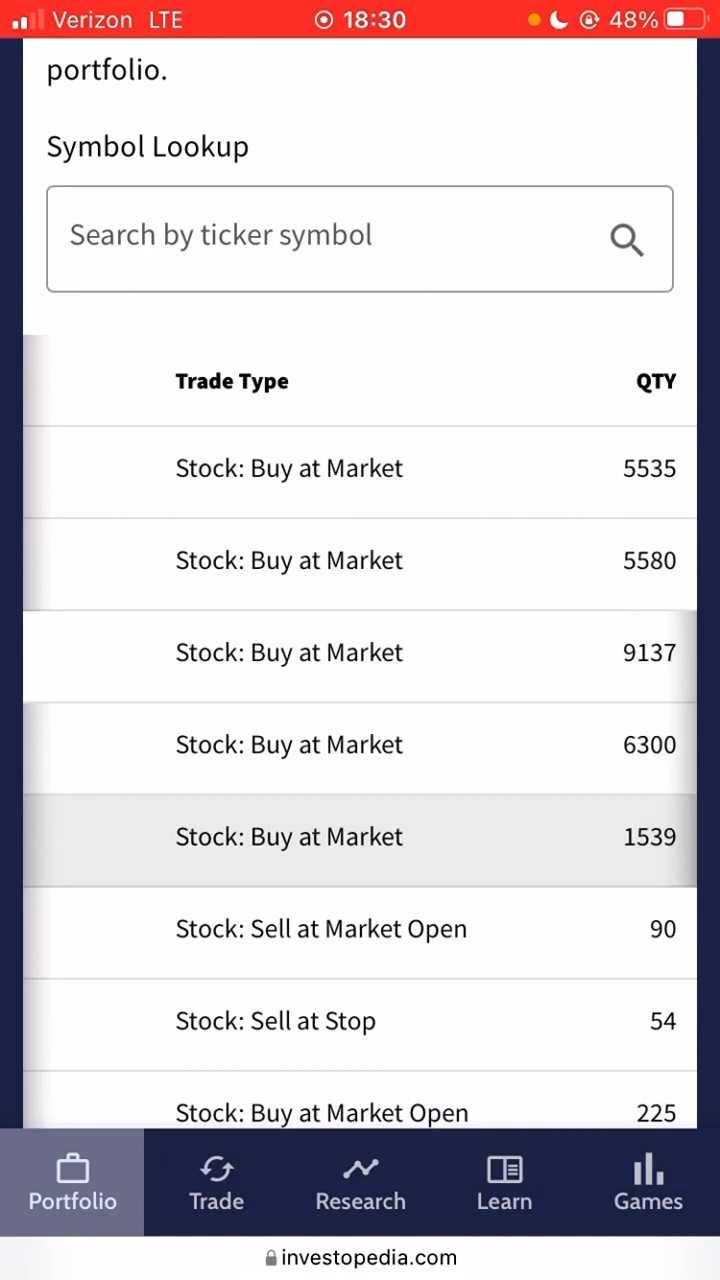 Verizon LTE 18:30 48%
portfolio.
Symbol Lookup
Search by ticker symbol
Trade Type QTY
Stock: Buy at Market 5535
Stock: Buy at Market 5580
Stock: Buy at Market 9137
Stock: Buy at Market 6300
Stock: Buy at Market 1539
Stock: Sell at Market Open 90
Stock: Sell at Stop 54
Stock: Buy at Market Open 225
Portfolio Trade Research Learn Games
investopedia.com